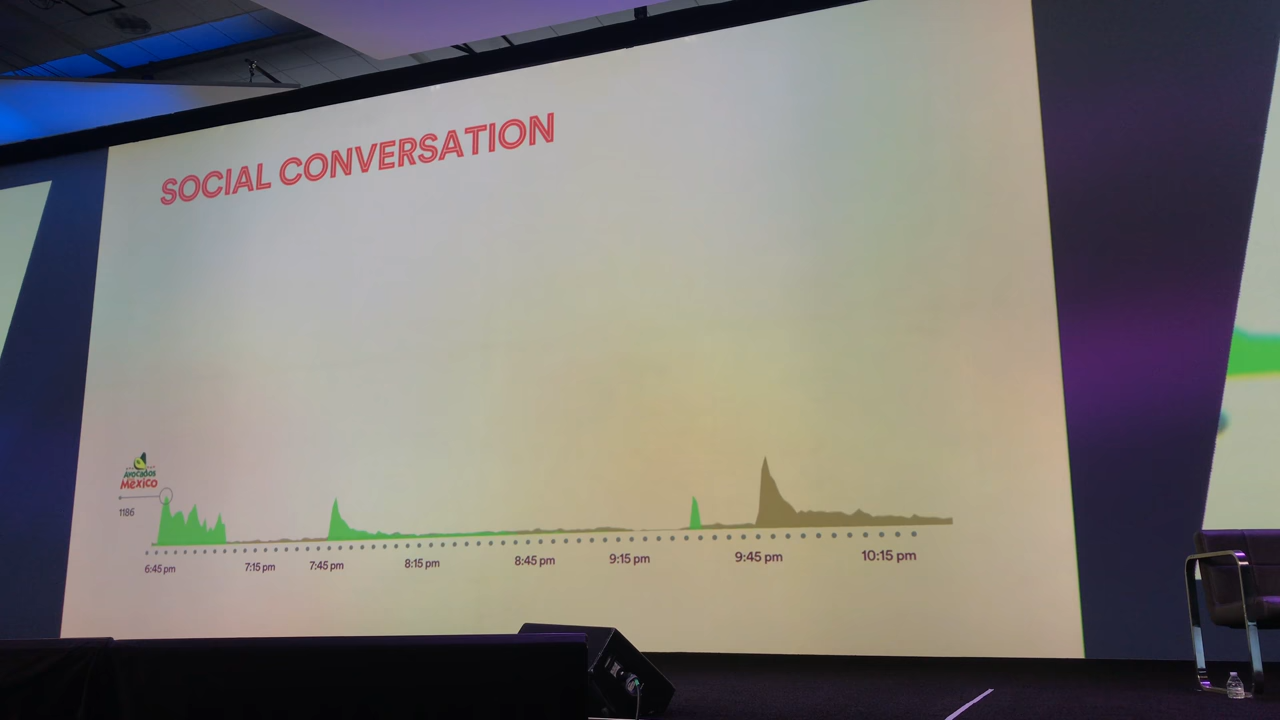 SOCIAL CONVERSATION
AVOCADOS
México
1186
6:45 pm
7:15 pm
7:45 pm
8:15 pm
8:45 pm
9:15 pm
9:45 pm
10:15 pm